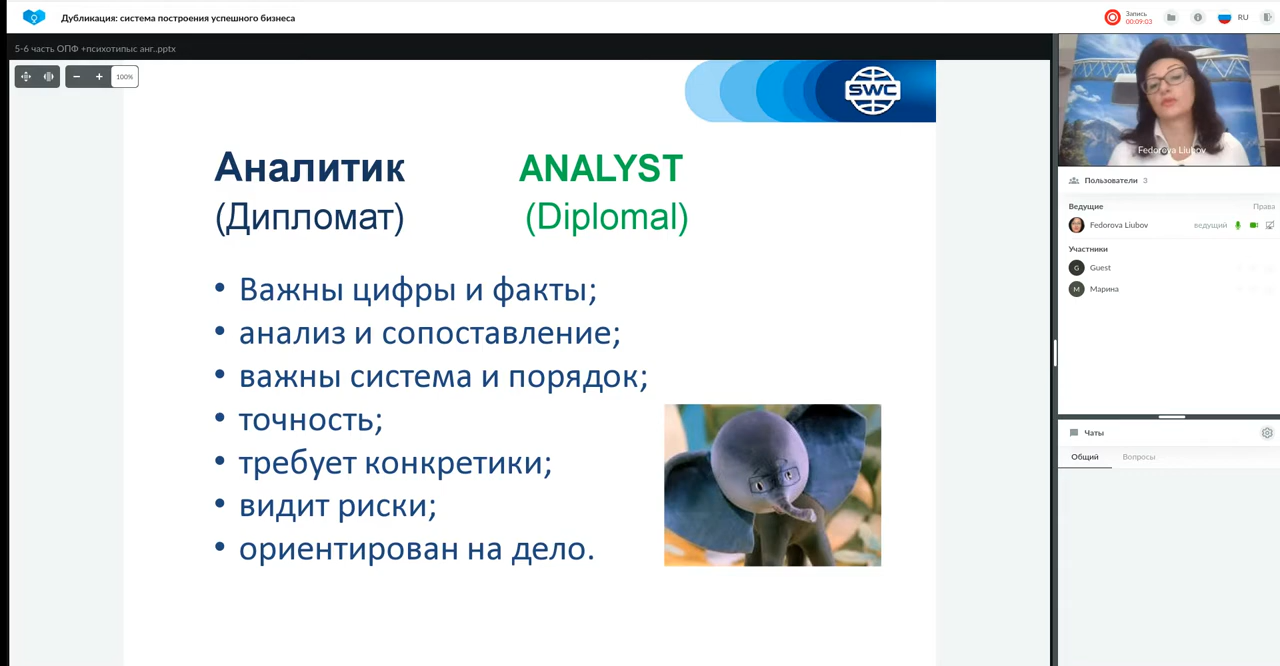 Дубликация: система построения успешного бизнеса
Запись
00:09:03
RU
5-6 часть ОПФ +психотипыс анг..pptx
100%
SWC
Аналитик
ANALYST
(Дипломат)
(Diplomal)
• Важны цифры и факты;
• анализ и сопоставление;
• важны система и порядок;
• точность;
• требует конкретики;
• видит риски;
• ориентирован на дело.
Fedorova Liubov
Пользователи 3
Ведущие
Права
Fedorova Liubov
ведущий
Участники
G Guest
М Марина
Чаты
Общий
Вопросы